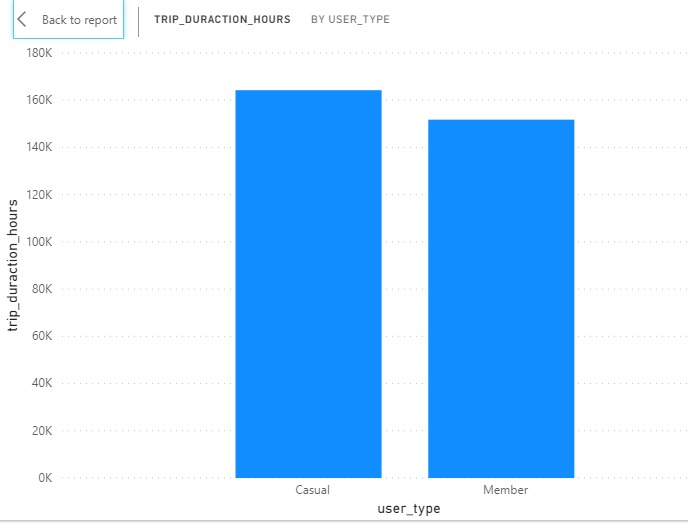 Back to report
TRIP_DURACTION_HOURS BY USER_TYPE
180K
160K
140K
120K
100K
80K
60K
40K
20K
0K
trip_duraction_hours
Casual Member
user_type